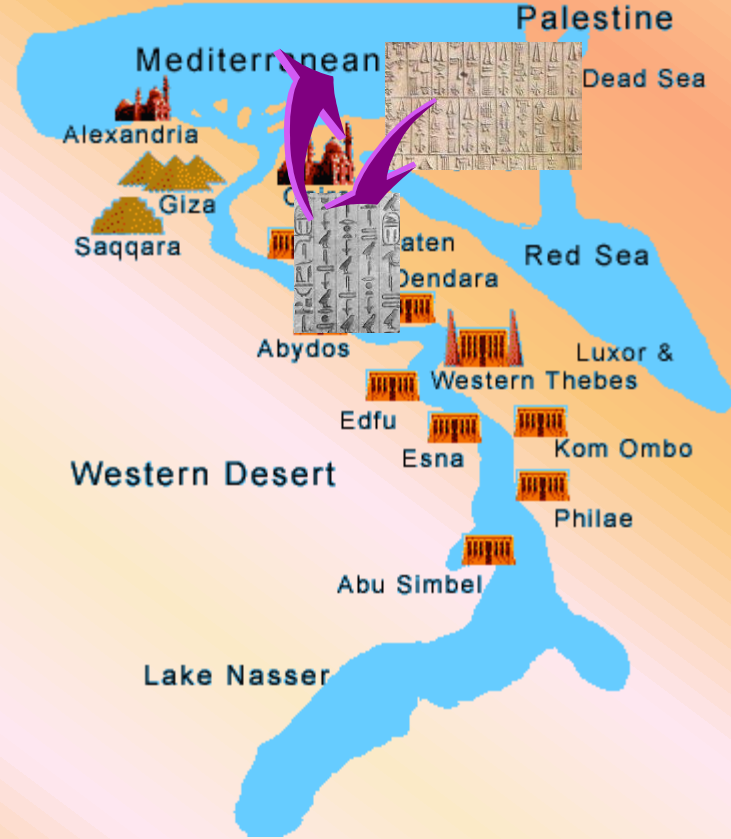 Palestine
Mediterranean
Dead Sea
Alexandria
Giza
Saqqara
Red Sea
aten
Dendara
Abydos
Luxor &
Western Thebes
Edfu
Esna
Kom Ombo
Western Desert
Philae
Abu Simbel
Lake Nasser